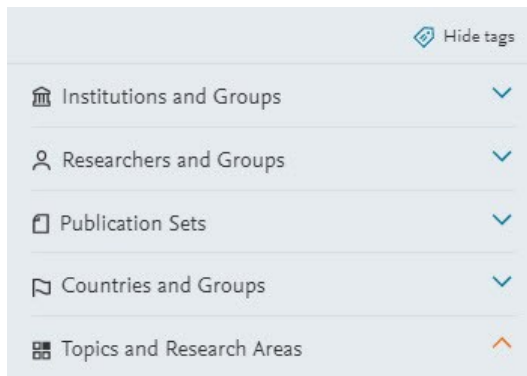 Hide tags
Institutions and Groups
Researchers and Groups
Publication Sets
Countries and Groups
Topics and Research Areas